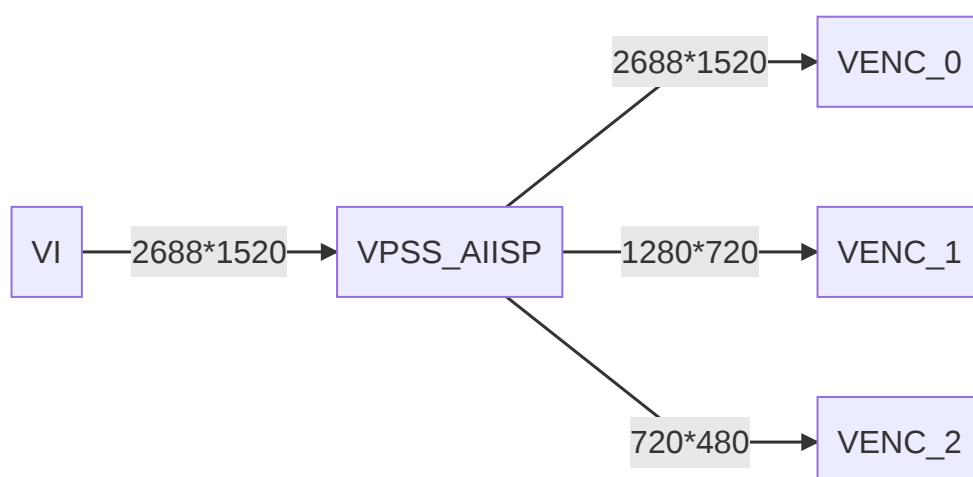 2688*1520
VENC_0
VI
2688*1520
VPSS_AIISP
1280*720
VENC_1
720*480
VENC_2